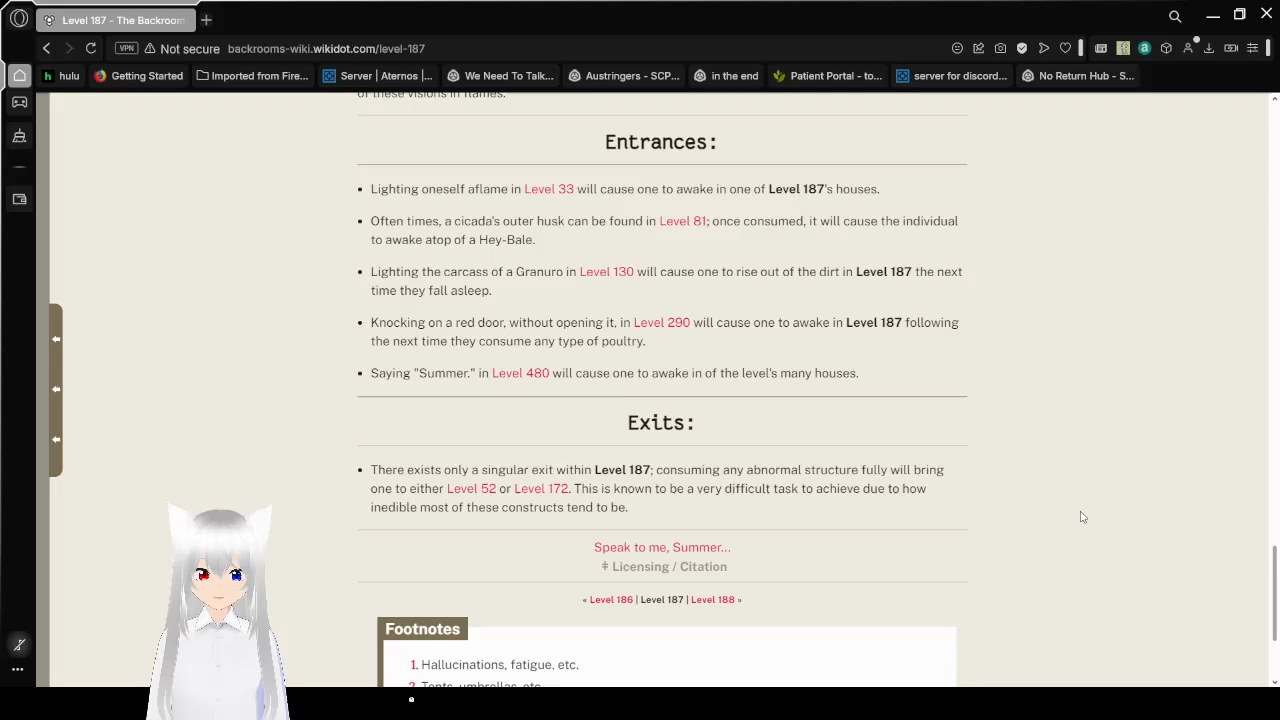 Level 187 - The Backroom
VPN Not secure backrooms-wiki.wikidot.com/level-187
hulu Getting Started Imported from Fire... Server | Aternos |... We Need To Talk... Austringers - SCP... in the end Patient Portal - to... server for discord... No Return Hub - S...
of these visions in flames.
Entrances:
• Lighting oneself aflame in Level 33 will cause one to awake in one of Level 187's houses.
• Often times, a cicada's outer husk can be found in Level 81; once consumed, it will cause the individual
to awake atop of a Hey-Bale.
• Lighting the carcass of a Granuro in Level 130 will cause one to rise out of the dirt in Level 187 the next
time they fall asleep.
• Knocking on a red door, without opening it, in Level 290 will cause one to awake in Level 187 following
the next time they consume any type of poultry.
• Saying "Summer." in Level 480 will cause one to awake in of the level's many houses.
Exits:
• There exists only a singular exit within Level 187; consuming any abnormal structure fully will bring
one to either Level 52 or Level 172. This is known to be a very difficult task to achieve due to how
inedible most of these constructs tend to be.
Speak to me, Summer...
⇞ Licensing / Citation
« Level 186 | Level 187 | Level 188 »
Footnotes
1. Hallucinations, fatigue, etc.
2. Tents, umbrellas, etc.